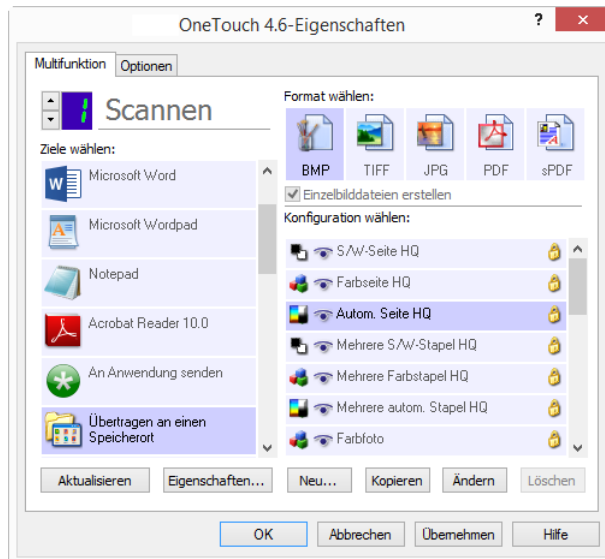 OneTouch 4.6-Eigenschaften
?
Multifunktion
Optionen
1
Scannen
Ziele wählen:
Microsoft Word
Microsoft Wordpad
Notepad
Acrobat Reader 10.0
An Anwendung senden
Übertragen an einen
Speicherort
Format wählen:
BMP TIFF JPG PDF sPDF
Einzelbilddateien erstellen
Konfiguration wählen:
S/W-Seite HQ
Farbseite HQ
Autom. Seite HQ
Mehrere S/W-Stapel HQ
Mehrere Farbstapel HQ
Mehrere autom. Stapel HQ
Farbfoto
Aktualisieren Eigenschaften... Neu... Kopieren Ändern Löschen
OK Abbrechen Übernehmen Hilfe